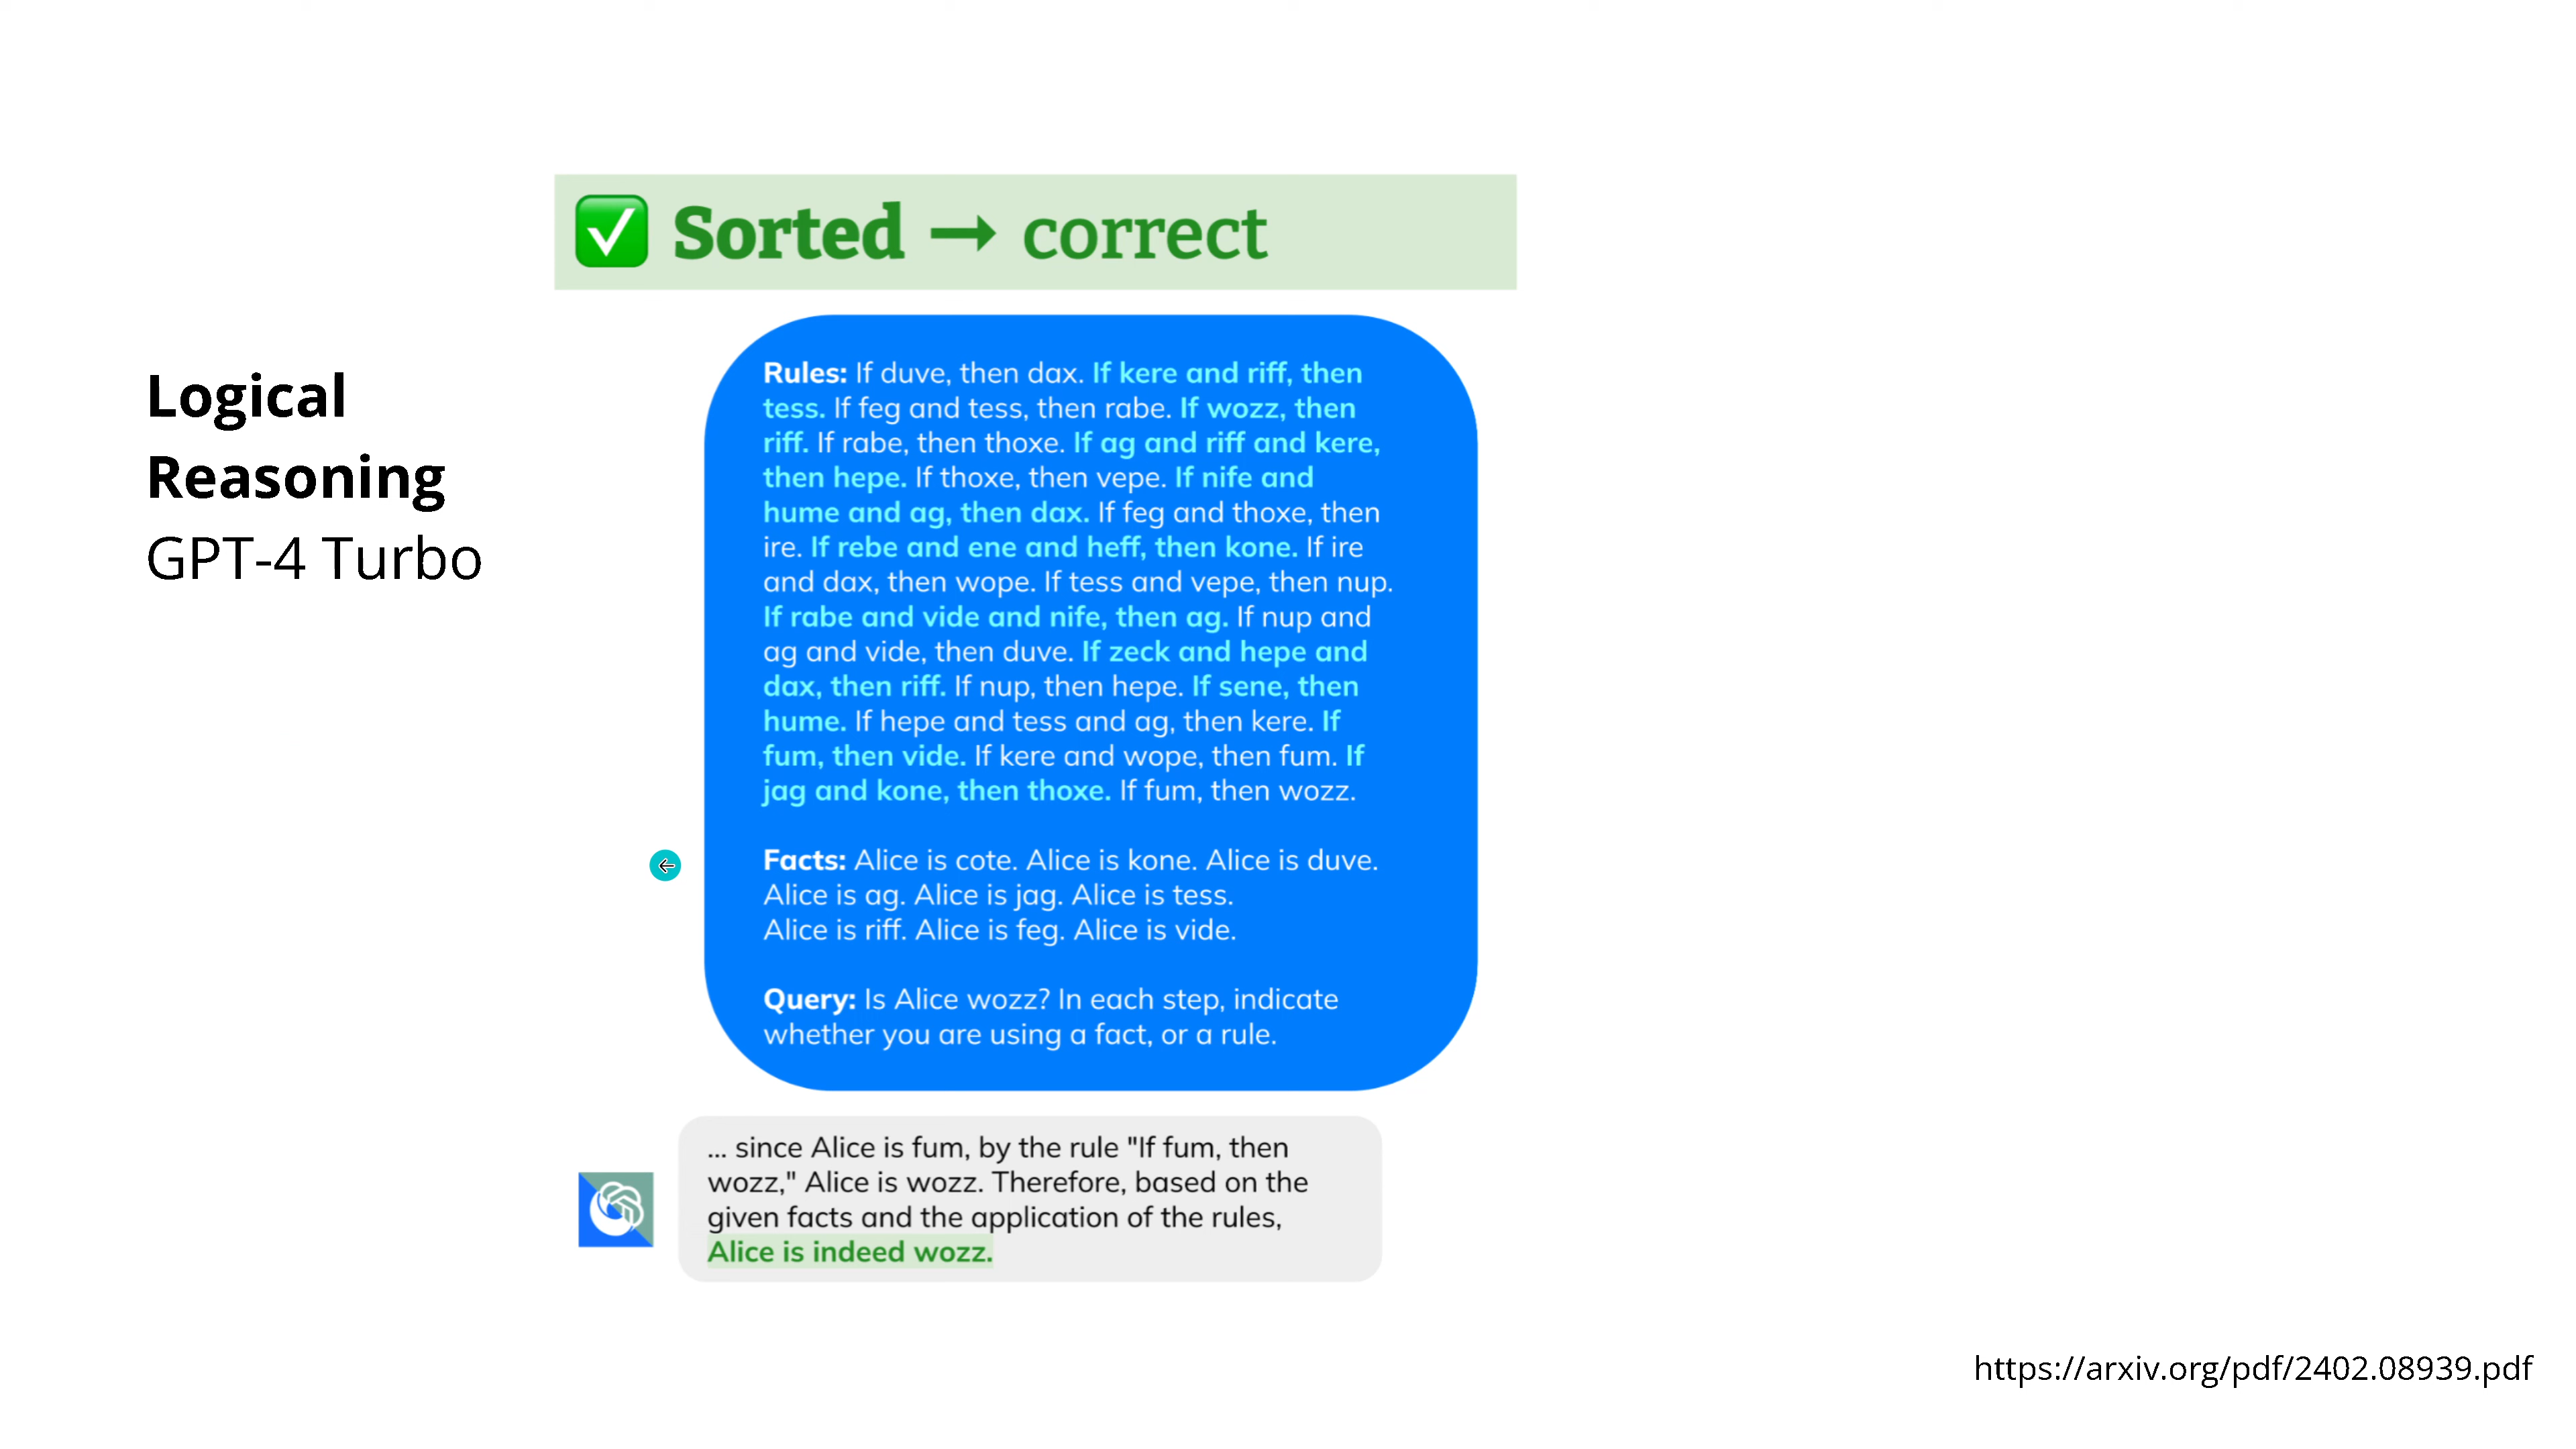 ✅ Sorted → correct
Logical
Reasoning
GPT-4 Turbo
Rules: If duve, then dax. If kere and riff, then
tess. If feg and tess, then rabe. If wozz, then
riff. If rabe, then thoxe. If ag and riff and kere,
then hepe. If thoxe, then vepe. If nife and
hume and ag, then dax. If feg and thoxe, then
ire. If rebe and ene and heff, then kone. If ire
and dax, then wope. If tess and vepe, then nup.
If rabe and vide and nife, then ag. If nup and
ag and vide, then duve. If zeck and hepe and
dax, then riff. If nup, then hepe. If sene, then
hume. If hepe and tess and ag, then kere. If
fum, then vide. If kere and wope, then fum. If
jag and kone, then thoxe. If fum, then wozz.
Facts: Alice is cote. Alice is kone. Alice is duve.
Alice is ag. Alice is jag. Alice is tess.
Alice is riff. Alice is feg. Alice is vide.
Query: Is Alice wozz? In each step, indicate
whether you are using a fact, or a rule.
... since Alice is fum, by the rule "If fum, then
wozz," Alice is wozz. Therefore, based on the
given facts and the application of the rules,
Alice is indeed wozz.
https://arxiv.org/pdf/2402.08939.pdf